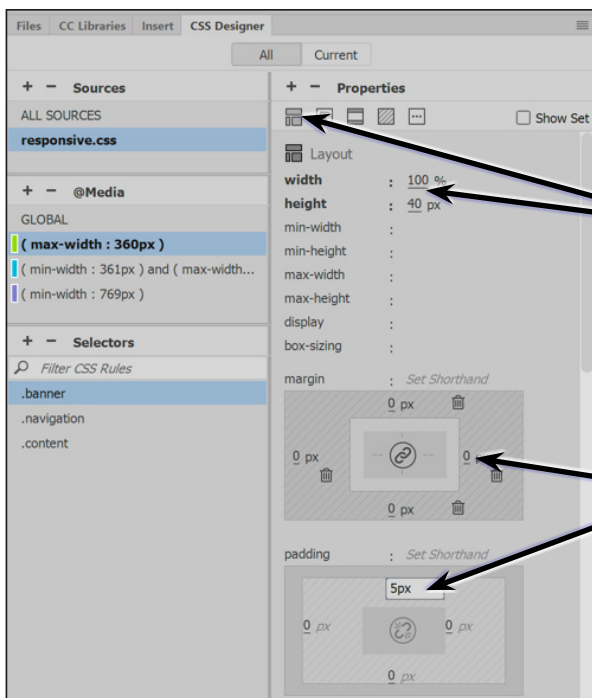 Files CC Libraries Insert CSS Designer
All Current
+ − Sources
ALL SOURCES
responsive.css
+ − @Media
GLOBAL
( max-width : 360px )
( min-width : 361px ) and ( max-width...
( min-width : 769px )
+ − Selectors
Filter CSS Rules
.banner
.navigation
.content
+ − Properties
Show Set
Layout
width : 100 %
height : 40 px
min-width :
min-height :
max-width :
max-height :
display :
box-sizing :
margin : Set Shorthand
0 px
0 px 0
0 px
padding : Set Shorthand
5px
0 px 0 px
0 px